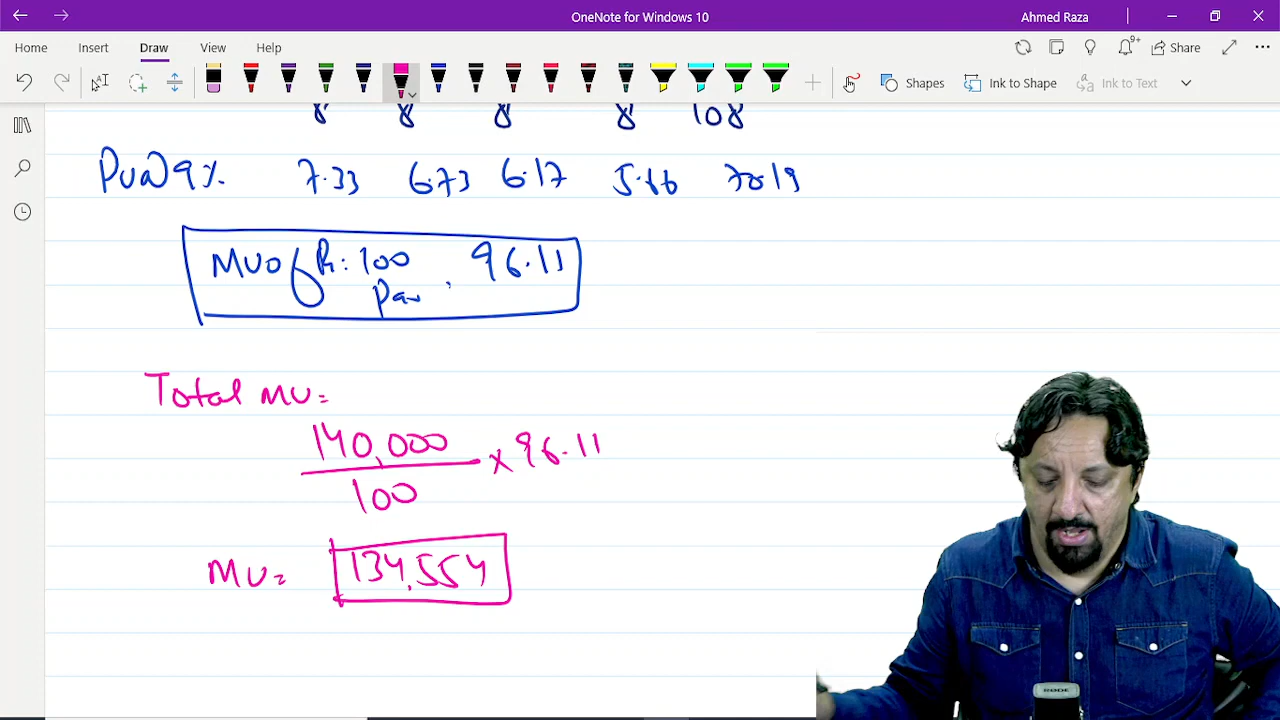 OneNote for Windows 10
Ahmed Raza
Home Insert Draw View Help
9+ Share
Shapes Ink to Shape Ink to Text
8 8 8 8 108
PV@9% 7.33 6.73 6.17 5.66 70.19
MV of Rs: 100 96.11
Par
Total MV=
140,000 × 96.11
100
MV= 134,554
RODE